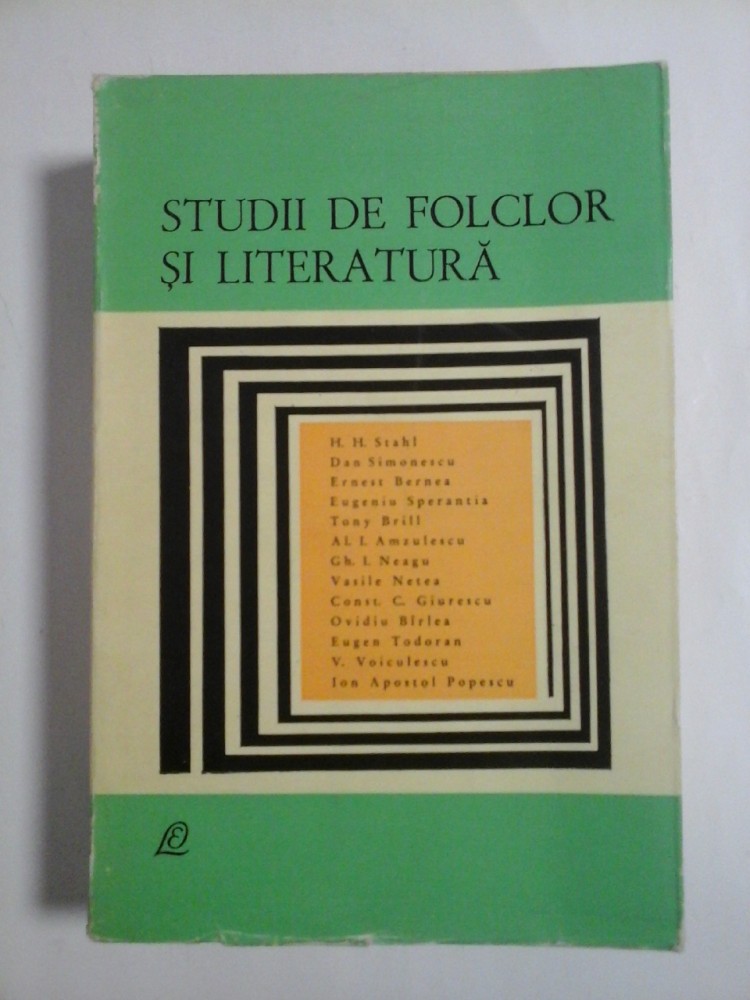 STUDII DE FOLCLOR
ȘI LITERATURĂ
H. H. Stahl
Dan Simonescu
Ernest Bernea
Eugeniu Sperantia
Tony Brill
Al. I. Amzulescu
Gh. I. Neagu
Vasile Netea
Const. C. Giurescu
Ovidiu Bîrlea
Eugen Todoran
V. Voiculescu
Ion Apostol Popescu